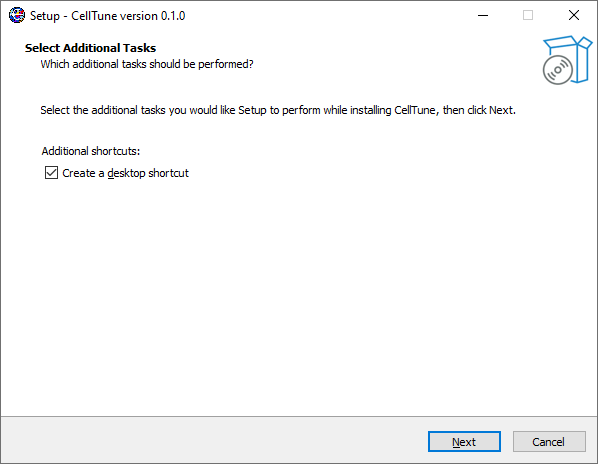 Setup - CellTune version 0.1.0
Select Additional Tasks
Which additional tasks should be performed?
Select the additional tasks you would like Setup to perform while installing CellTune, then click Next.
Additional shortcuts:
Create a desktop shortcut
Next
Cancel